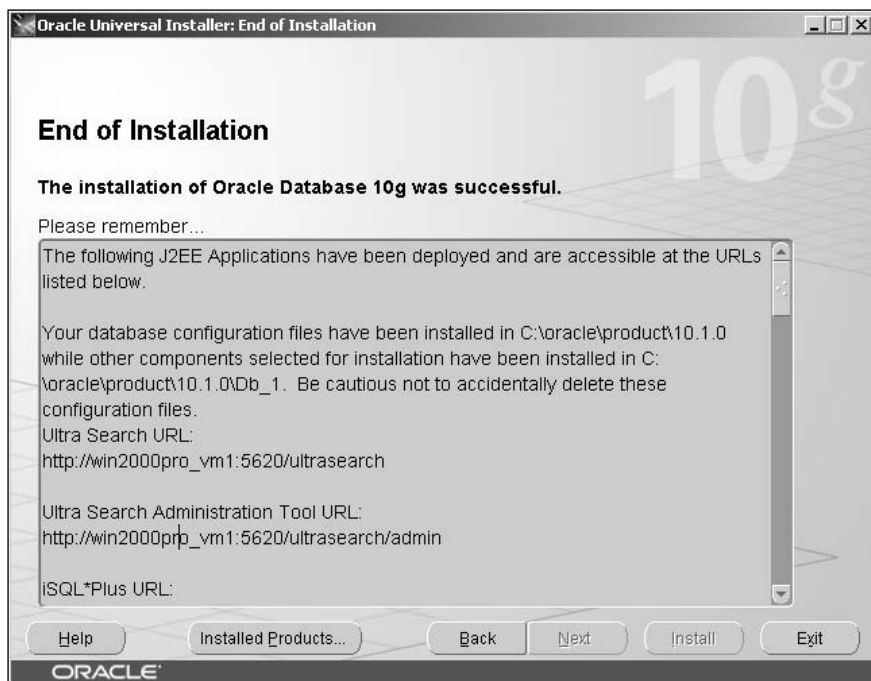 Oracle Universal Installer: End of Installation
10g
End of Installation
The installation of Oracle Database 10g was successful.
Please remember...
The following J2EE Applications have been deployed and are accessible at the URLs
listed below.
Your database configuration files have been installed in C:\oracle\product\10.1.0
while other components selected for installation have been installed in C:
\oracle\product\10.1.0\Db_1.  Be cautious not to accidentally delete these
configuration files.
Ultra Search URL:
http://win2000pro_vm1:5620/ultrasearch
Ultra Search Administration Tool URL:
http://win2000pro_vm1:5620/ultrasearch/admin
iSQL*Plus URL:
Help Installed Products... Back Next Install Exit
ORACLE